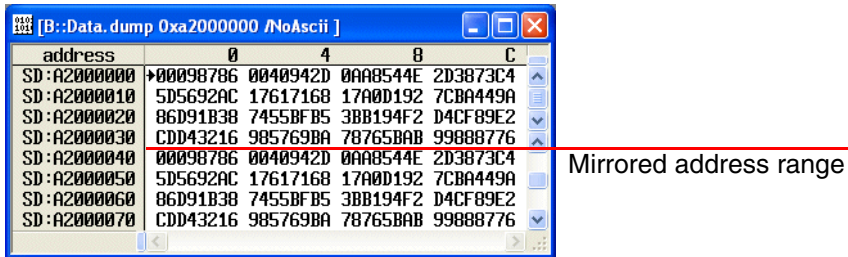 [B::Data.dump 0xa2000000 /NoAscii ]
address 0 4 8 C
SD:A2000000 →00098786 0040942D 0AA8544E 2D3873C4
SD:A2000010 5D5692AC 17617168 17A0D192 7CBA449A
SD:A2000020 86D91B38 7455BFB5 3BB194F2 D4CF89E2
SD:A2000030 CDD43216 985769BA 78765BAB 99888776
SD:A2000040 00098786 0040942D 0AA8544E 2D3873C4
Mirrored address range
SD:A2000050 5D5692AC 17617168 17A0D192 7CBA449A
SD:A2000060 86D91B38 7455BFB5 3BB194F2 D4CF89E2
SD:A2000070 CDD43216 985769BA 78765BAB 99888776